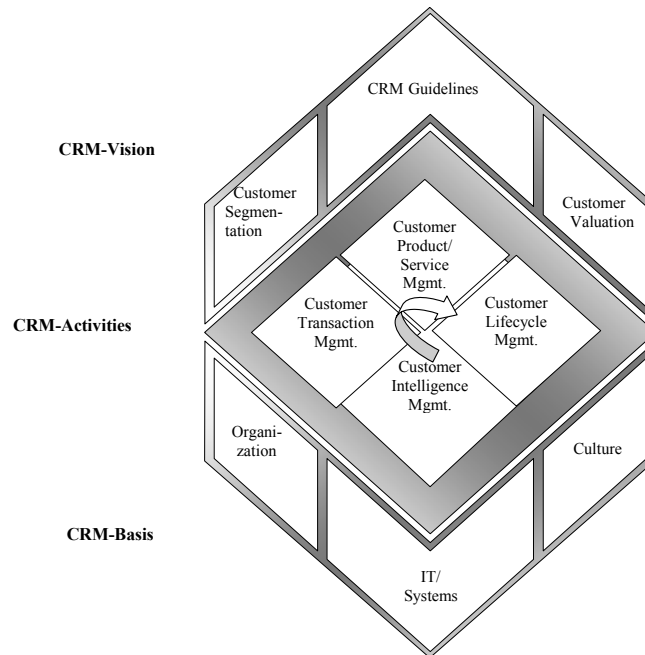 CRM Guidelines
CRM-Vision
Customer
Segmen-
tation
Customer
Valuation
Customer
Product/
Service
Mgmt.
CRM-Activities
Customer
Transaction
Mgmt.
Customer
Lifecycle
Mgmt.
Customer
Intelligence
Mgmt.
Organi-
zation
Culture
CRM-Basis
IT/
Systems